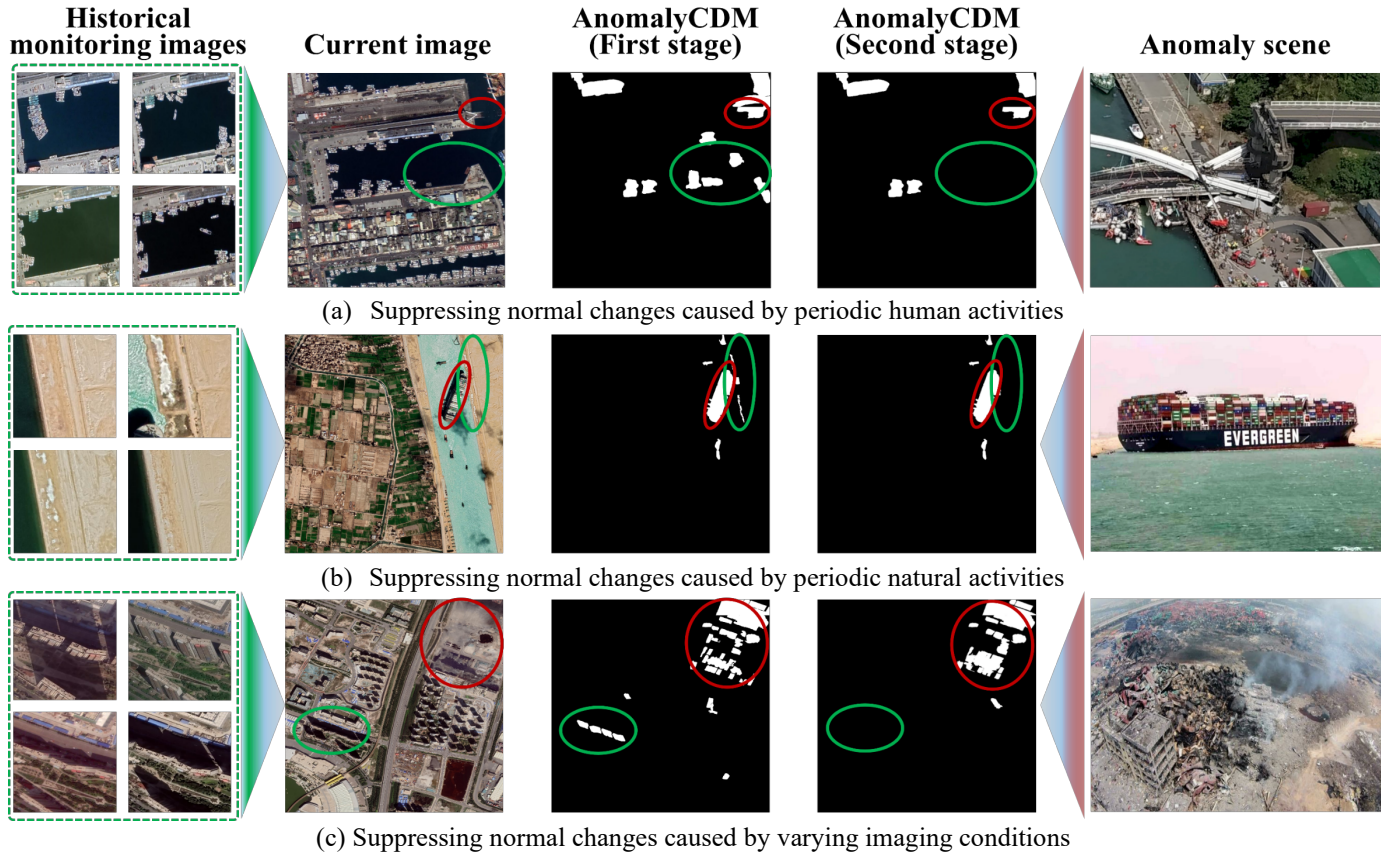 Historical
monitoring images
Current image
AnomalyCDM
(First stage)
AnomalyCDM
(Second stage)
Anomaly scene
(a) Suppressing normal changes caused by periodic human activities
EVERGREEN
(b) Suppressing normal changes caused by periodic natural activities
(c) Suppressing normal changes caused by varying imaging conditions